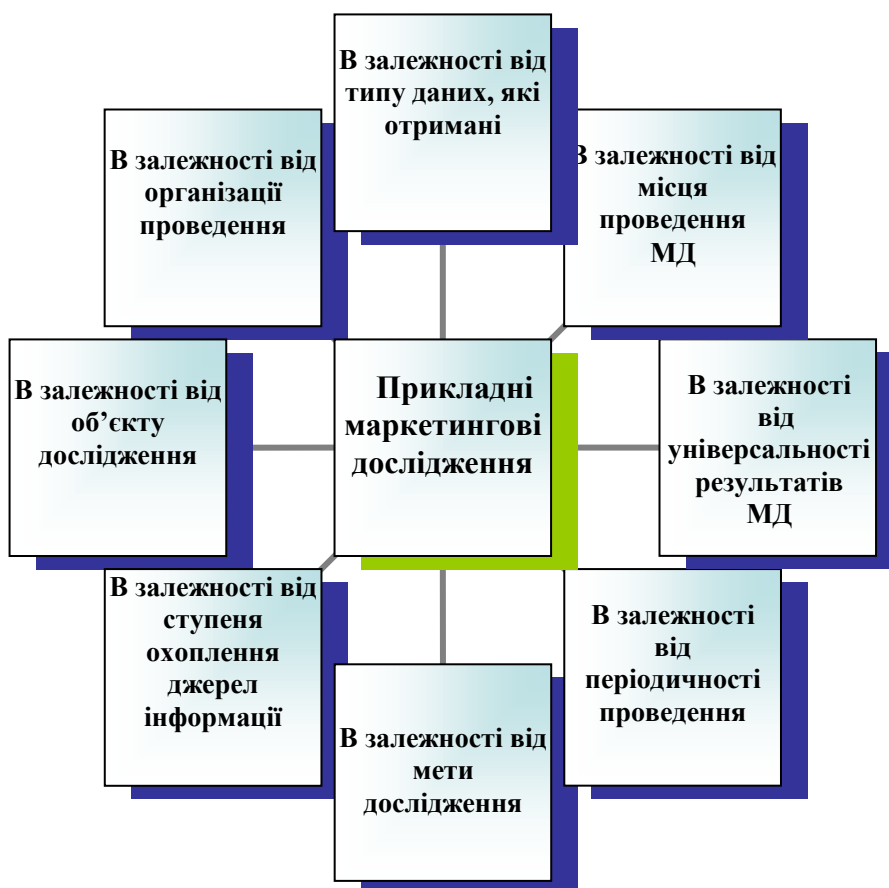 В залежності від
типу даних, які
отримані
В залежності від
організації
проведення
В залежності від
місця
проведення
МД
В залежності від
об’єкту
дослідження
Прикладні
маркетингові
дослідження
В залежності
від
універсальності
результатів
МД
В залежності від
ступеня
охоплення
джерел
інформації
В залежності
від
періодичності
проведення
В залежності від
мети
дослідження